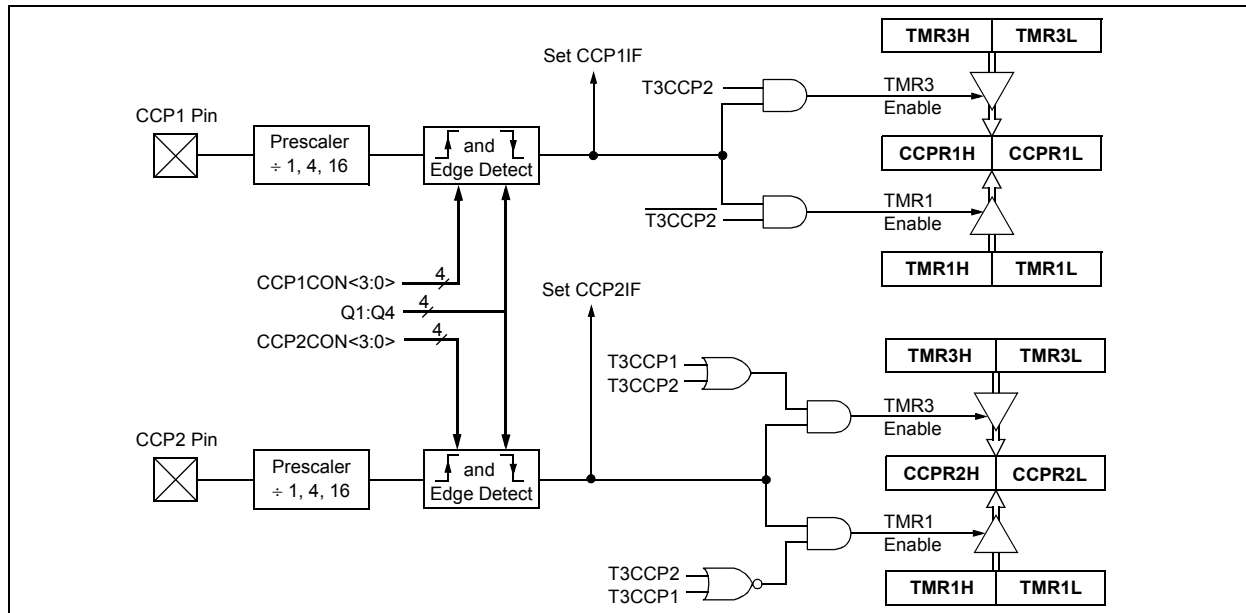 TMR3H TMR3L
Set CCP1IF
T3CCP2
TMR3
Enable
CCP1 Pin
Prescaler
÷ 1, 4, 16
and
Edge Detect
CCPR1H CCPR1L
T3CCP2
TMR1
Enable
TMR1H TMR1L
CCP1CON<3:0> 4
Q1:Q4 4
CCP2CON<3:0> 4
Set CCP2IF
TMR3H TMR3L
T3CCP1
T3CCP2
TMR3
Enable
CCP2 Pin
Prescaler
÷ 1, 4, 16
and
Edge Detect
CCPR2H CCPR2L
TMR1
Enable
T3CCP2
T3CCP1
TMR1H TMR1L